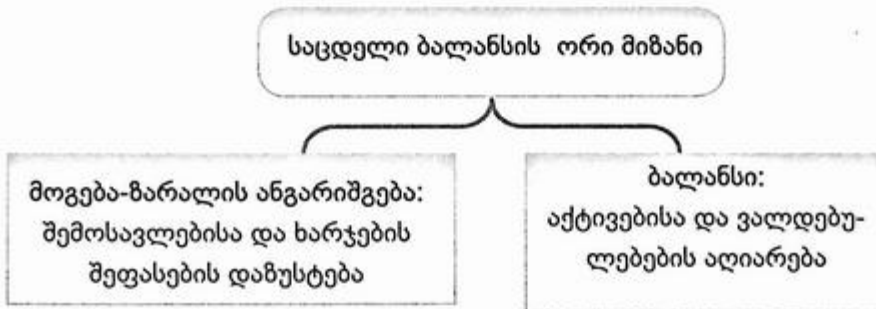 საცდელი ბალანსის ორი მიზანი
მოგება-ზარალის ანგარიშგება:
შემოსავლებისა და ხარჯების
შეფასების დაზუსტება
ბალანსი:
აქტივებისა და ვალდებუ-
ლებების აღიარება